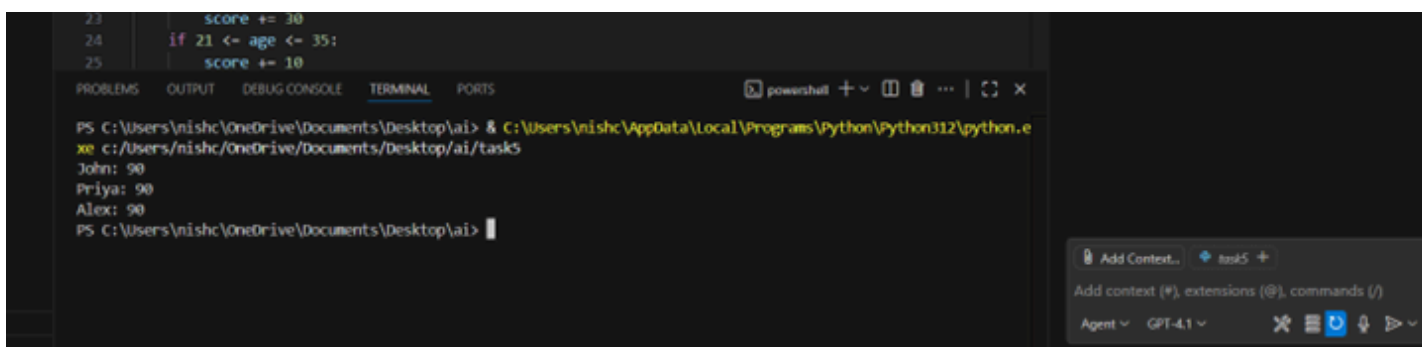 23 score += 30
24 if 21 <= age <= 35:
25 score += 10
PROBLEMS OUTPUT DEBUG CONSOLE TERMINAL PORTS powershell
PS C:\Users\nishc\OneDrive\Documents\Desktop\ai> & C:\Users\nishc\AppData\Local\Programs\Python\Python312\python.e
xe c:/Users/nishc/OneDrive/Documents/Desktop/ai/task5
John: 90
Priya: 90
Alex: 90
PS C:\Users\nishc\OneDrive\Documents\Desktop\ai>
Add Context... task5 +
Add context (#), extensions (@), commands (/)
Agent GPT-4.1